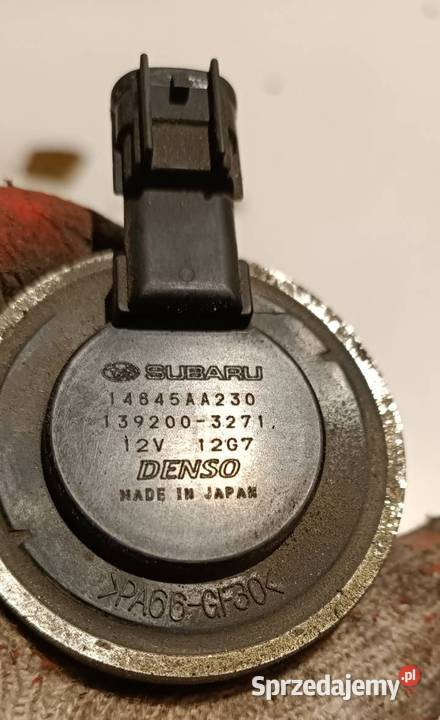 SUBARU
14845AA230
139200-3271
12V 12G7
DENSO
MADE IN JAPAN
>PA66-GF30<
Sprzedajemy.pl